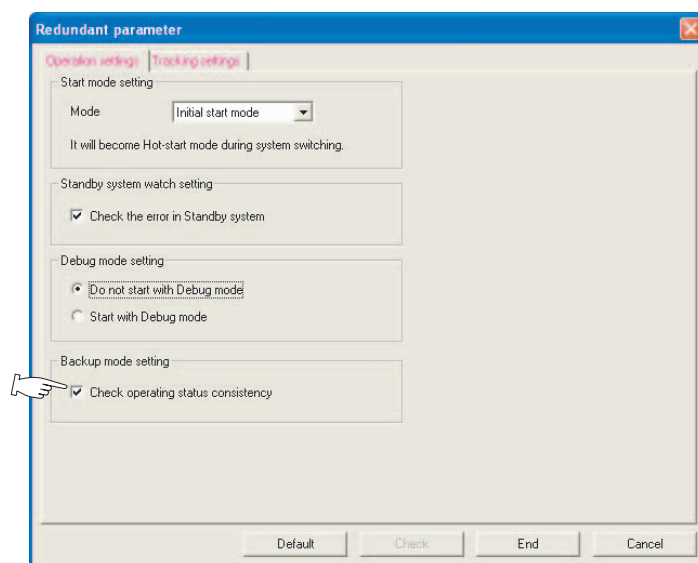 Redundant parameter
Operation settings Tracking settings
Start mode setting
Mode Initial start mode
It will become Hot-start mode during system switching.
Standby system watch setting
Check the error in Standby system
Debug mode setting
Do not start with Debug mode
Start with Debug mode
Backup mode setting
Check operating status consistency
Default Check End Cancel